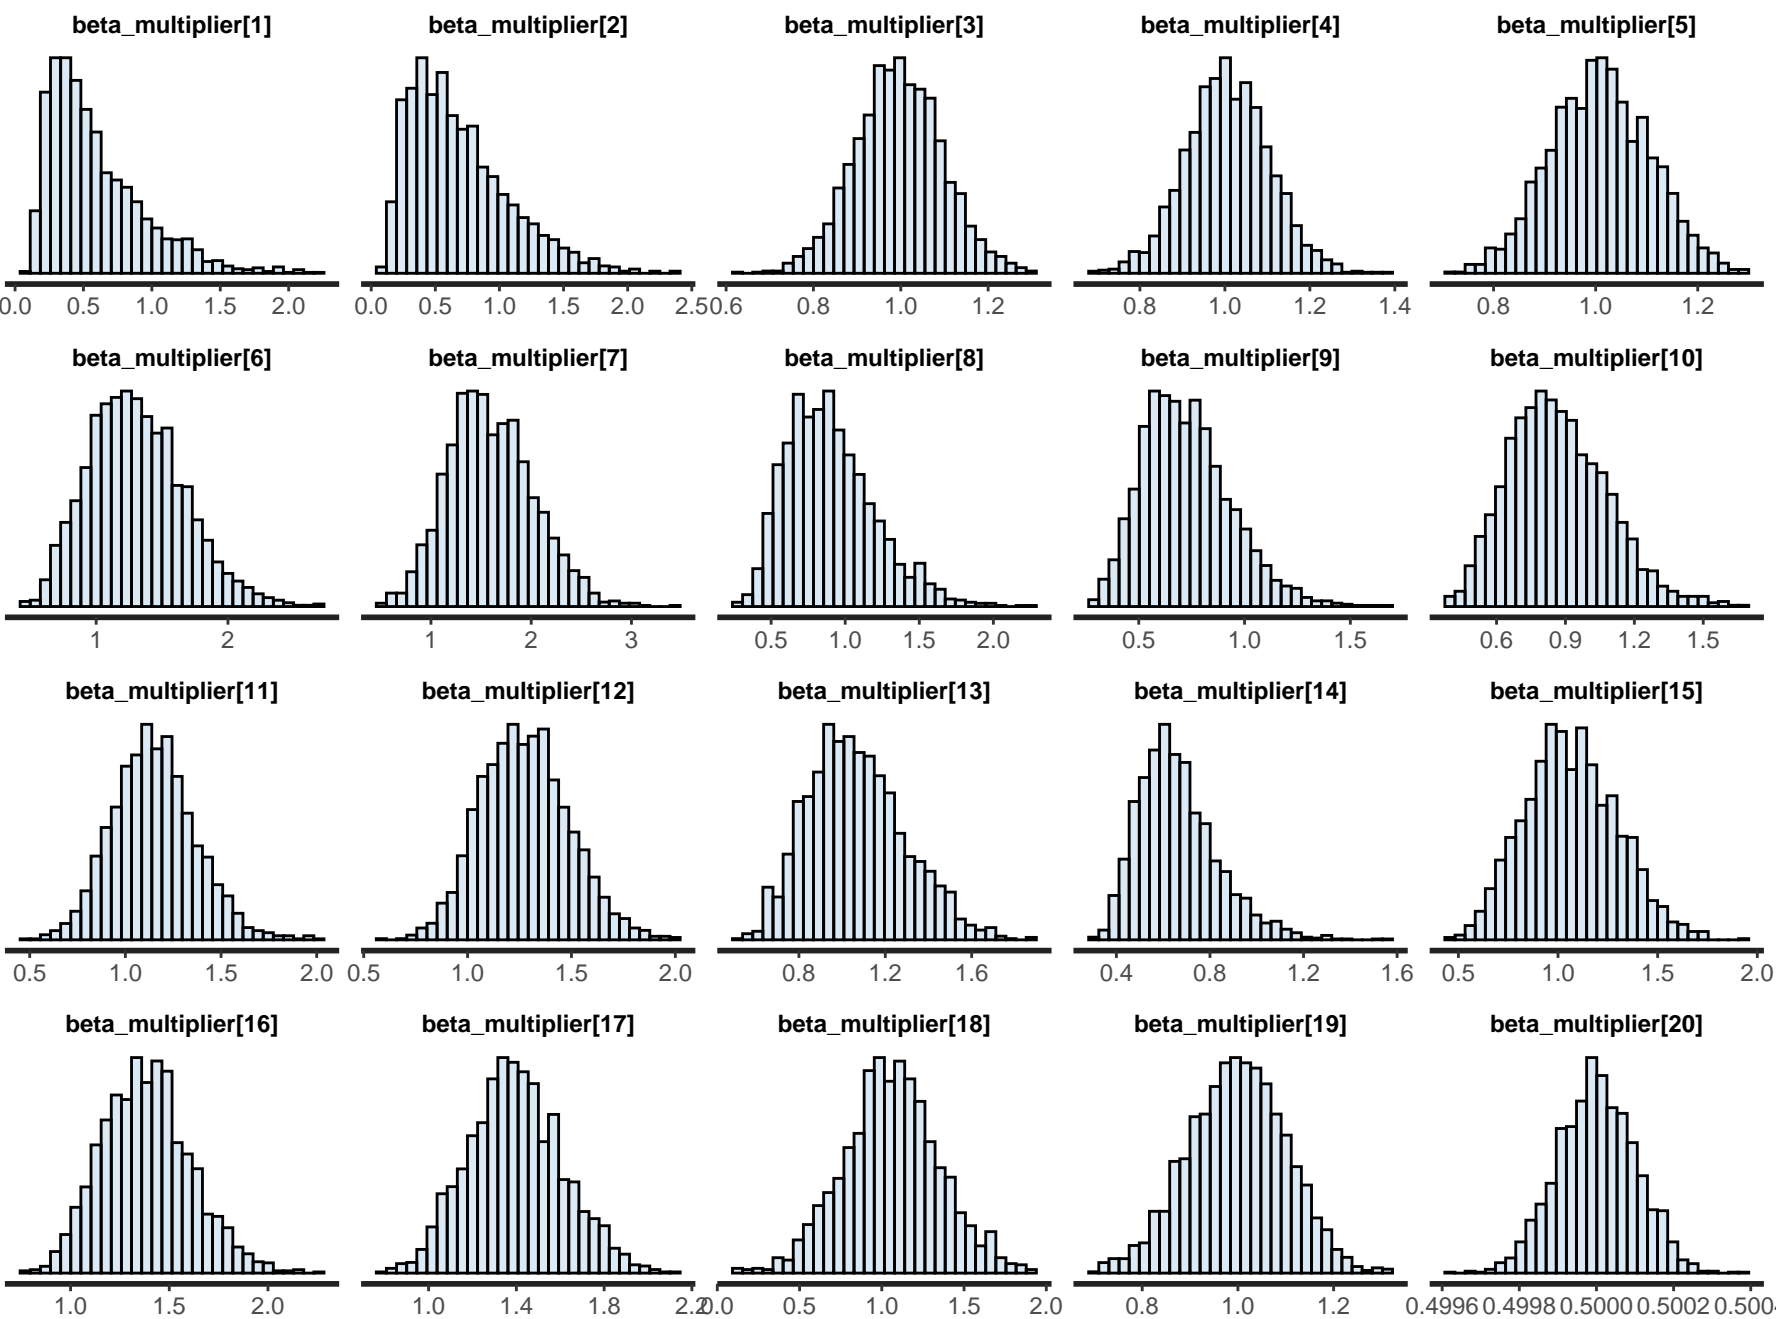 beta_multiplier[1] beta_multiplier[2] beta_multiplier[3] beta_multiplier[4] beta_multiplier[5]
0.0 0.5 1.0 1.5 2.0 0.0 0.5 1.0 1.5 2.0 2.5 0.6 0.8 1.0 1.2 0.8 1.0 1.2 1.4 0.8 1.0 1.2
beta_multiplier[6] beta_multiplier[7] beta_multiplier[8] beta_multiplier[9] beta_multiplier[10]
1 2 1 2 3 0.5 1.0 1.5 2.0 0.5 1.0 1.5 0.6 0.9 1.2 1.5
beta_multiplier[11] beta_multiplier[12] beta_multiplier[13] beta_multiplier[14] beta_multiplier[15]
0.5 1.0 1.5 2.0 0.5 1.0 1.5 2.0 0.8 1.2 1.6 0.4 0.8 1.2 1.6 0.5 1.0 1.5 2.0
beta_multiplier[16] beta_multiplier[17] beta_multiplier[18] beta_multiplier[19] beta_multiplier[20]
1.0 1.5 2.0 1.0 1.4 1.8 2.2 0.0 0.5 1.0 1.5 2.0 0.8 1.0 1.2 0.4996 0.4998 0.5000 0.5002